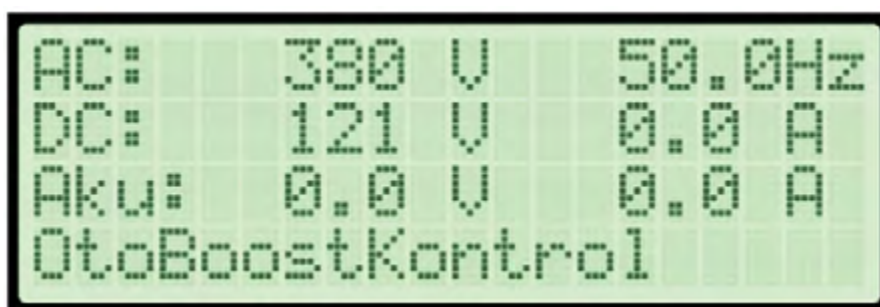 AC: 380 V 50.0Hz
DC: 121 V 0.0 A
Aku: 0.0 V 0.0 A
OtoBoostKontrol